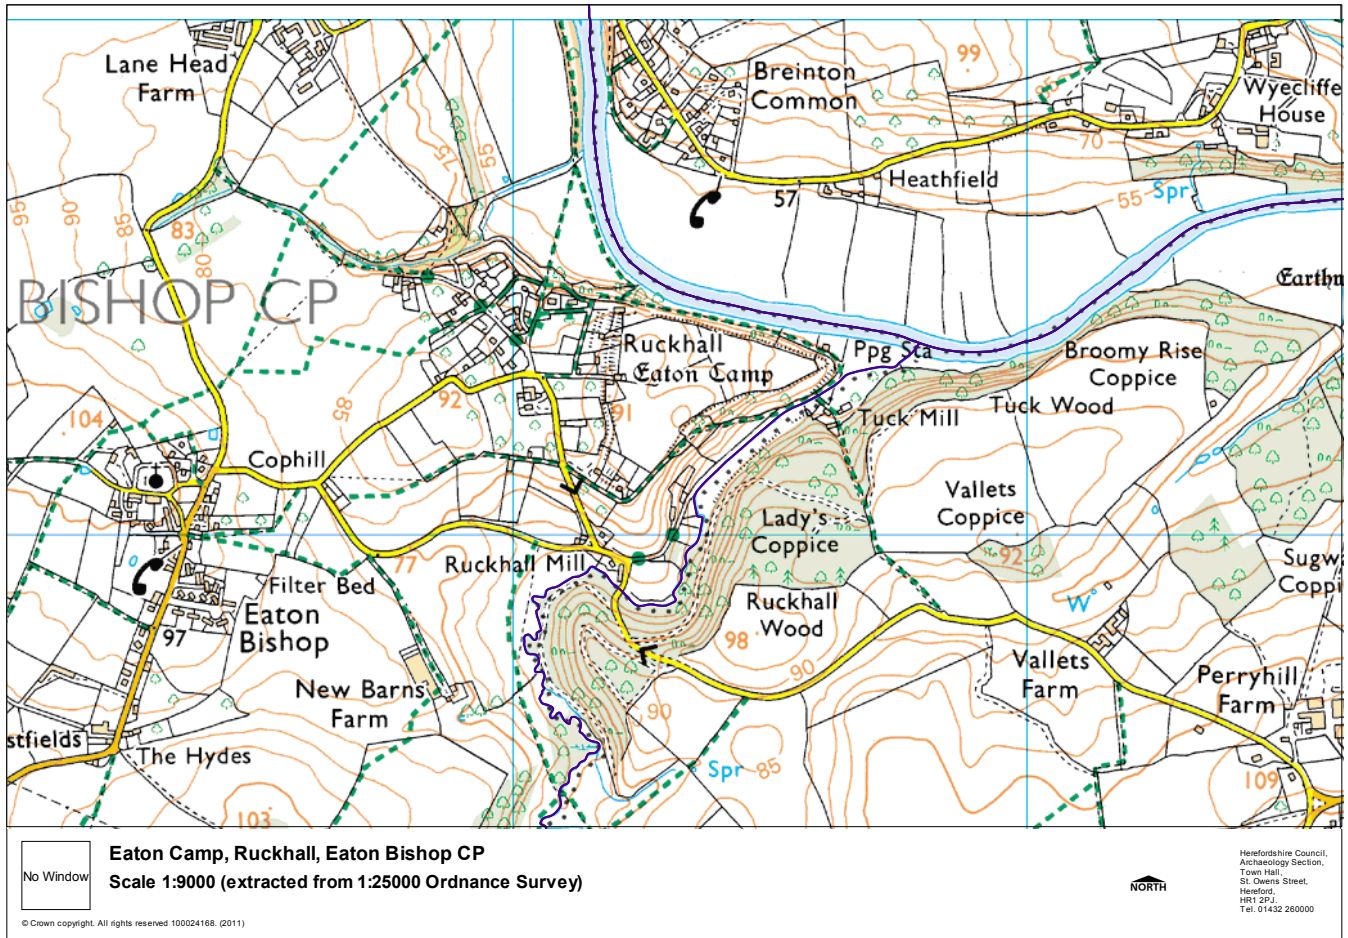 Lane Head
Farm
Breinton
Common
99
Wyecliffe
House
70
Heathfield
57
55
Spr
75
55
95
90
85
83
80
BISHOP CP
Earthw
Ruckhall
Eaton Camp
Ppg Sta
Broomy Rise
Coppice
Tuck Wood
Tuck Mill
91
92
85
104
Cophill
Vallets
Coppice
92
Lady's
Coppice
Ruckhall Mill
77
Filter Bed
Eaton
Bishop
97
Sugw
Coppi
W
Ruckhall
Wood
98
90
Vallets
Farm
Perryhill
Farm
New Barns
Farm
90
stfields
The Hydes
Spr
85
109
103
Eaton Camp, Ruckhall, Eaton Bishop CP
Scale 1:9000 (extracted from 1:25000 Ordnance Survey)
No Window
© Crown copyright. All rights reserved 100024168. (2011)
NORTH
Herefordshire Council,
Archaeology Section,
Town Hall,
St. Owens Street,
Hereford,
HR1 2PJ.
Tel. 01432 260000